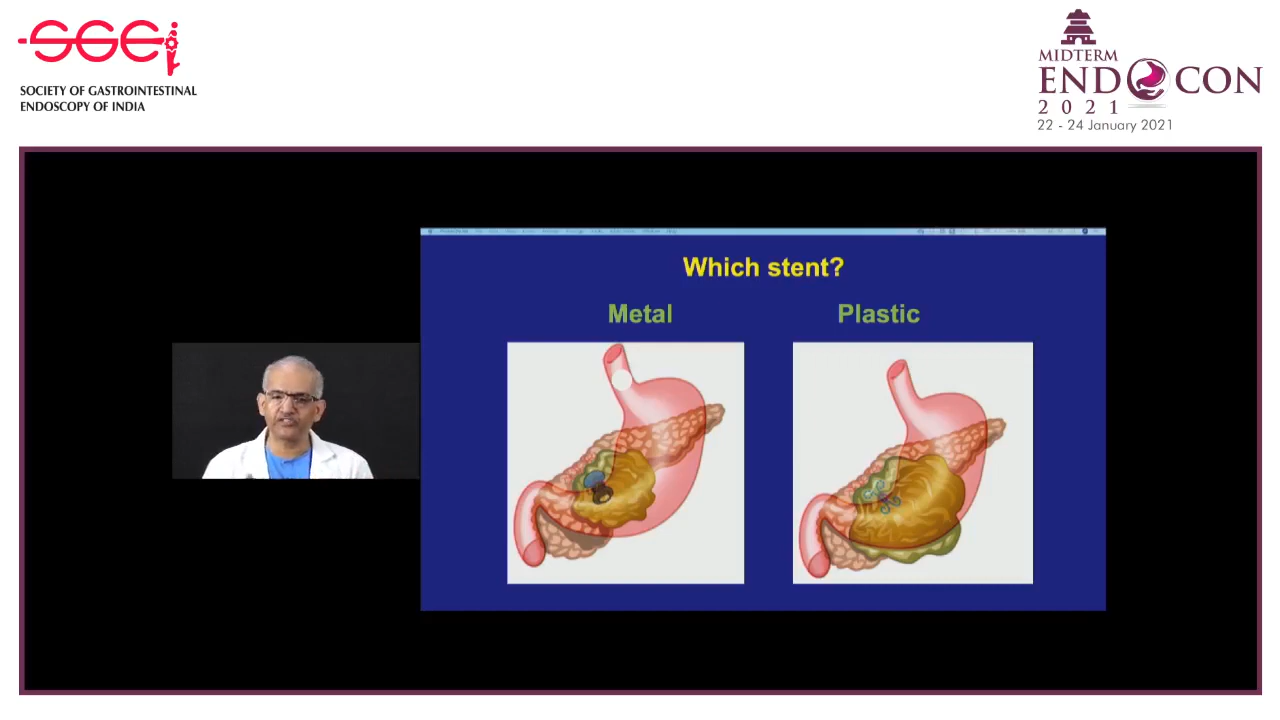 SGEi
SOCIETY OF GASTROINTESTINAL
ENDOSCOPY OF INDIA
MIDTERM
ENDOCON
2021
22 - 24 January 2021
Which stent?
Metal
Plastic